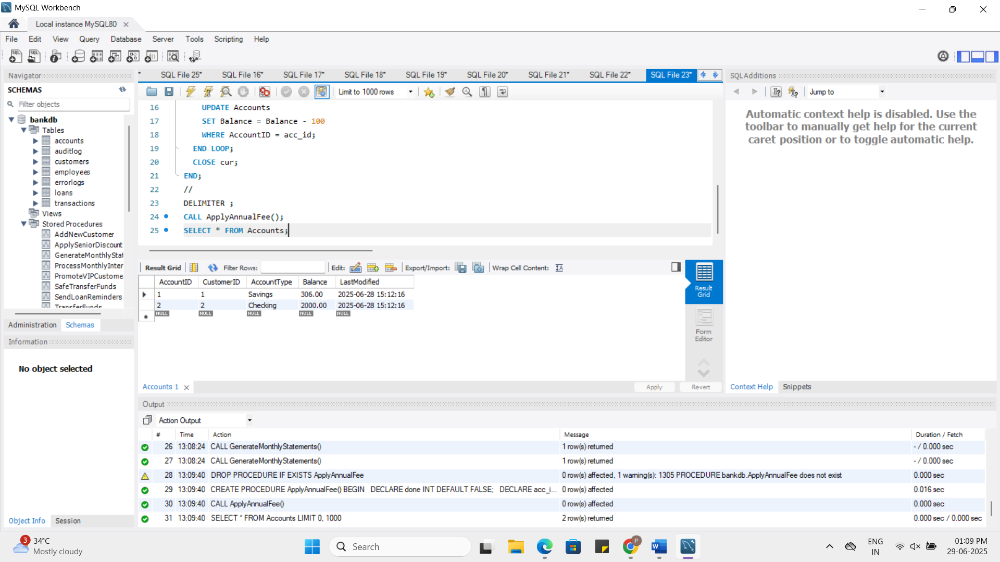 MySQL Workbench
Local instance MySQL80
File Edit View Query Database Server Tools Scripting Help
Navigator
SCHEMAS
Filter objects
bankdb
Tables
accounts
auditlog
customers
employees
errorlogs
loans
transactions
Views
Stored Procedures
AddNewCustomer
ApplySeniorDiscount
GenerateMonthlyStat
ProcessMonthlyInter
PromoteVIPCustome
SafeTransferFunds
SendLoanReminders
TransferFunds
Administration Schemas
Information
No object selected
Object Info Session
* SQL File 25* SQL File 16* SQL File 17* SQL File 18* SQL File 19* SQL File 20* SQL File 21* SQL File 22* SQL File 23*
Limit to 1000 rows
16 UPDATE Accounts
17 SET Balance = Balance - 100
18 WHERE AccountID = acc_id;
19 END LOOP;
20 CLOSE cur;
21 END;
22 //
23 DELIMITER ;
24 CALL ApplyAnnualFee();
25 SELECT * FROM Accounts;
Result Grid Filter Rows: Edit: Export/Import: Wrap Cell Content:
AccountID CustomerID AccountType Balance LastModified
1 1 Savings 306.00 2025-06-28 15:12:16
2 2 Checking 2000.00 2025-06-28 15:12:16
NULL NULL NULL NULL NULL
Result
Grid
Form
Editor
Accounts 1
Apply Revert
SQLAdditions
Jump to
Automatic context help is disabled. Use the
toolbar to manually get help for the current
caret position or to toggle automatic help.
Context Help Snippets
Output
Action Output
# Time Action Message Duration / Fetch
26 13:08:24 CALL GenerateMonthlyStatements() 1 row(s) returned - / 0.000 sec
27 13:08:24 CALL GenerateMonthlyStatements() 1 row(s) returned - / 0.000 sec
28 13:09:40 DROP PROCEDURE IF EXISTS ApplyAnnualFee 0 row(s) affected, 1 warning(s): 1305 PROCEDURE bankdb.ApplyAnnualFee does not exist 0.000 sec
29 13:09:40 CREATE PROCEDURE ApplyAnnualFee() BEGIN DECLARE done INT DEFAULT FALSE; DECLARE acc_i... 0 row(s) affected 0.016 sec
30 13:09:40 CALL ApplyAnnualFee() 0 row(s) affected 0.000 sec
31 13:09:40 SELECT * FROM Accounts LIMIT 0, 1000 2 row(s) returned 0.000 sec / 0.000 sec
3
34°C
Mostly cloudy
Search
P
W
ENG
IN
01:09 PM
29-06-2025